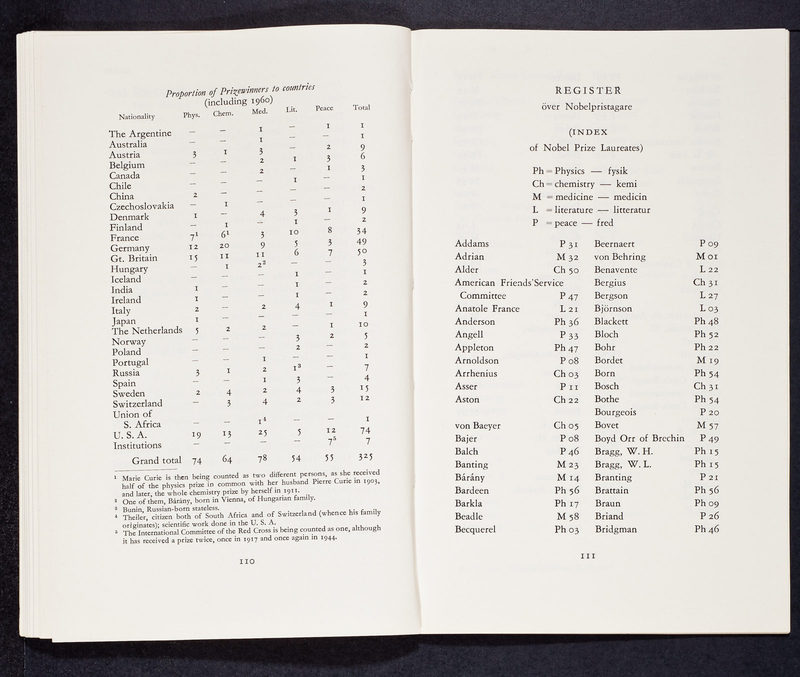 Proportion of Prizewinners to countries
(including 1960)
Nationality Phys. Chem. Med. Lit. Peace Total
The Argentine — — 1 — 1 1
Australia — — 1 — — 1
Austria 3 1 3 — 2 9
Belgium — — 2 1 3 6
Canada — — 2 — 1 3
Chile — — — 1 — 1
China 2 — — — — 2
Czechoslovakia — 1 — — — 1
Denmark 1 — 4 3 1 9
Finland — 1 — 1 — 2
France 7¹ 6¹ 3 10 8 34
Germany 12 20 9 5 3 49
Gt. Britain 15 11 11 6 7 50
Hungary — 1 2² — — 3
Iceland — — — 1 — 1
India 1 — — 1 — 2
Ireland 1 — — 1 — 2
Italy 2 — 2 4 1 9
Japan 1 — — — — 1
The Netherlands 5 2 2 — 1 10
Norway — — — 3 2 5
Poland — — — 2 — 2
Portugal — — 1 — — 1
Russia 3 1 2 1³ — 7
Spain — — 1 3 — 4
Sweden 2 4 2 4 3 15
Switzerland — 3 4 2 3 12
Union of
S. Africa — — 1⁴ — — 1
U. S. A. 19 13 25 5 12 74
Institutions — — — — 7⁵ 7
Grand total 74 64 78 54 55 325
¹ Marie Curie is then being counted as two different persons, as she received
half of the physics prize in common with her husband Pierre Curie in 1903,
and later, the whole chemistry prize by herself in 1911.
² One of them, Bárány, born in Vienna, of Hungarian family.
³ Bunin, Russian-born stateless.
⁴ Theiler, citizen both of South Africa and of Switzerland (whence his family
originates); scientific work done in the U. S. A.
⁵ The International Committee of the Red Cross is being counted as one, although
it has received a prize twice, once in 1917 and once again in 1944.
110
REGISTER
över Nobelpristagare
(INDEX
of Nobel Prize Laureates)
Ph = Physics — fysik
Ch = chemistry — kemi
M = medicine — medicin
L = literature — litteratur
P = peace — fred
Addams P 31
Adrian M 32
Alder Ch 50
American Friends' Service
Committee P 47
Anatole France L 21
Anderson Ph 36
Angell P 33
Appleton Ph 47
Arnoldson P 08
Arrhenius Ch 03
Asser P 11
Aston Ch 22
von Baeyer Ch 05
Bajer P 08
Balch P 46
Banting M 23
Bárány M 14
Bardeen Ph 56
Barkla Ph 17
Beadle M 58
Becquerel Ph 03
Beernaert P 09
von Behring M 01
Benavente L 22
Bergius Ch 31
Bergson L 27
Björnson L 03
Blackett Ph 48
Bloch Ph 52
Bohr Ph 22
Bordet M 19
Born Ph 54
Bosch Ch 31
Bothe Ph 54
Bourgeois P 20
Bovet M 57
Boyd Orr of Brechin P 49
Bragg, W. H. Ph 15
Bragg, W. L. Ph 15
Branting P 21
Brattain Ph 56
Braun Ph 09
Briand P 26
Bridgman Ph 46
111